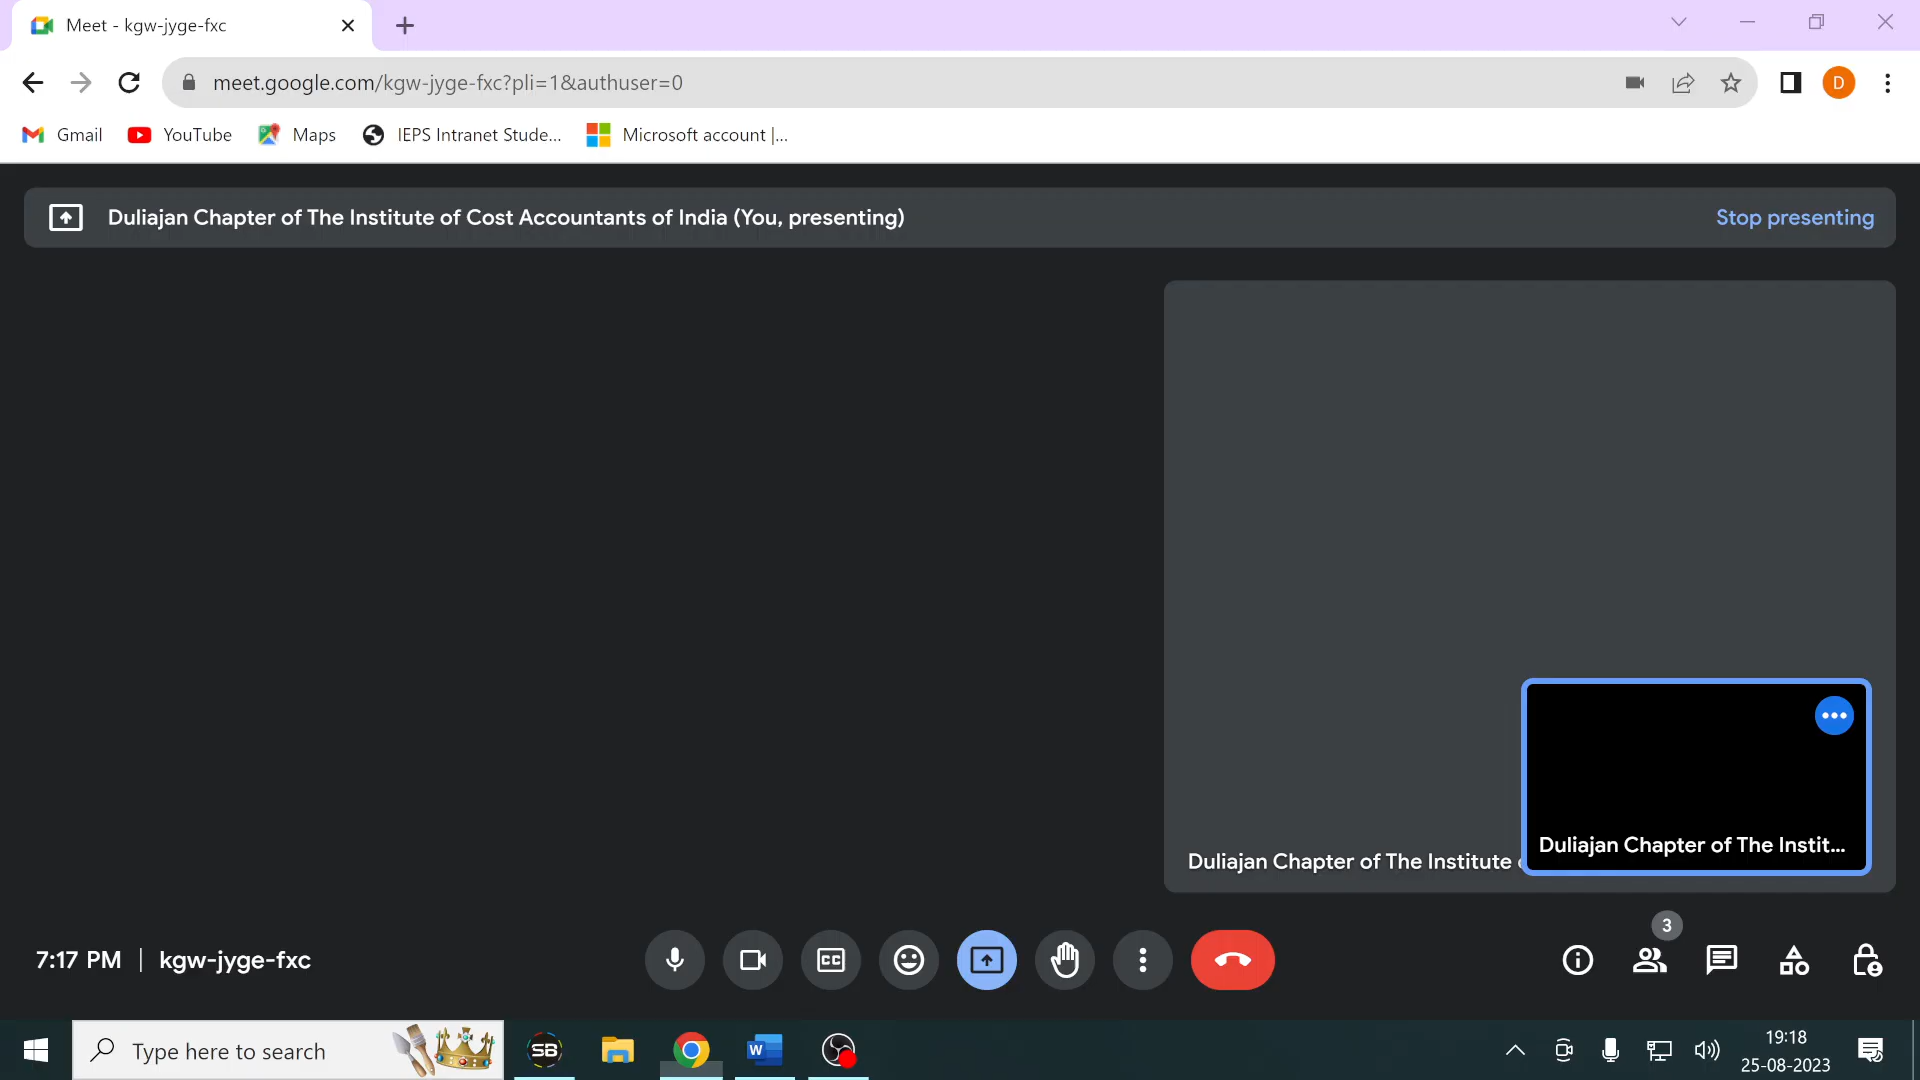 Meet - kgw-jyge-fxc
meet.google.com/kgw-jyge-fxc?pli=1&authuser=0
D
Gmail
YouTube
Maps
IEPS Intranet Stude...
Microsoft account |...
Duliajan Chapter of The Institute of Cost Accountants of India (You, presenting)
Stop presenting
Duliajan Chapter of The Instit...
Duliajan Chapter of The Institute
3
7:17 PM | kgw-jyge-fxc
CC
Type here to search
SB
W
19:18
25-08-2023